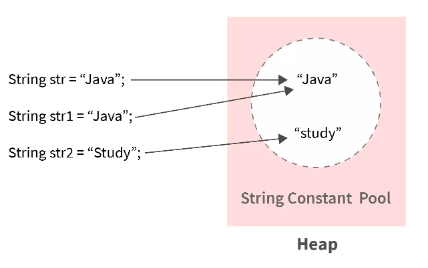 String str = “Java”;
“Java”
String str1 = “Java”;
“study”
String str2 = “Study”;
String Constant Pool
Heap